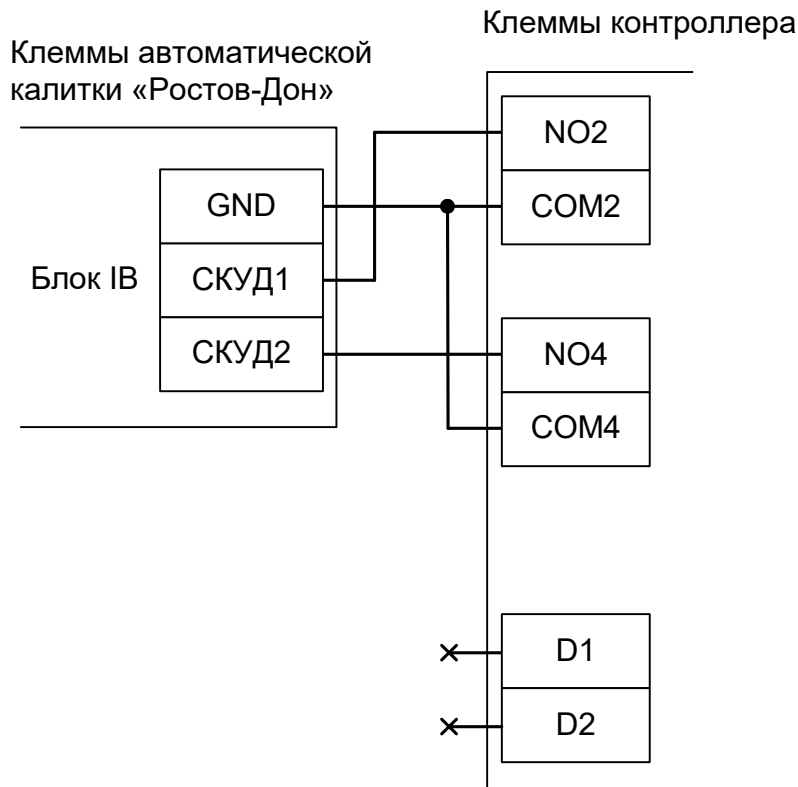 Клеммы контроллера
Клеммы автоматической
калитки «Ростов-Дон»
NO2
GND
COM2
Блок IB
СКУД1
СКУД2
NO4
COM4
D1
D2